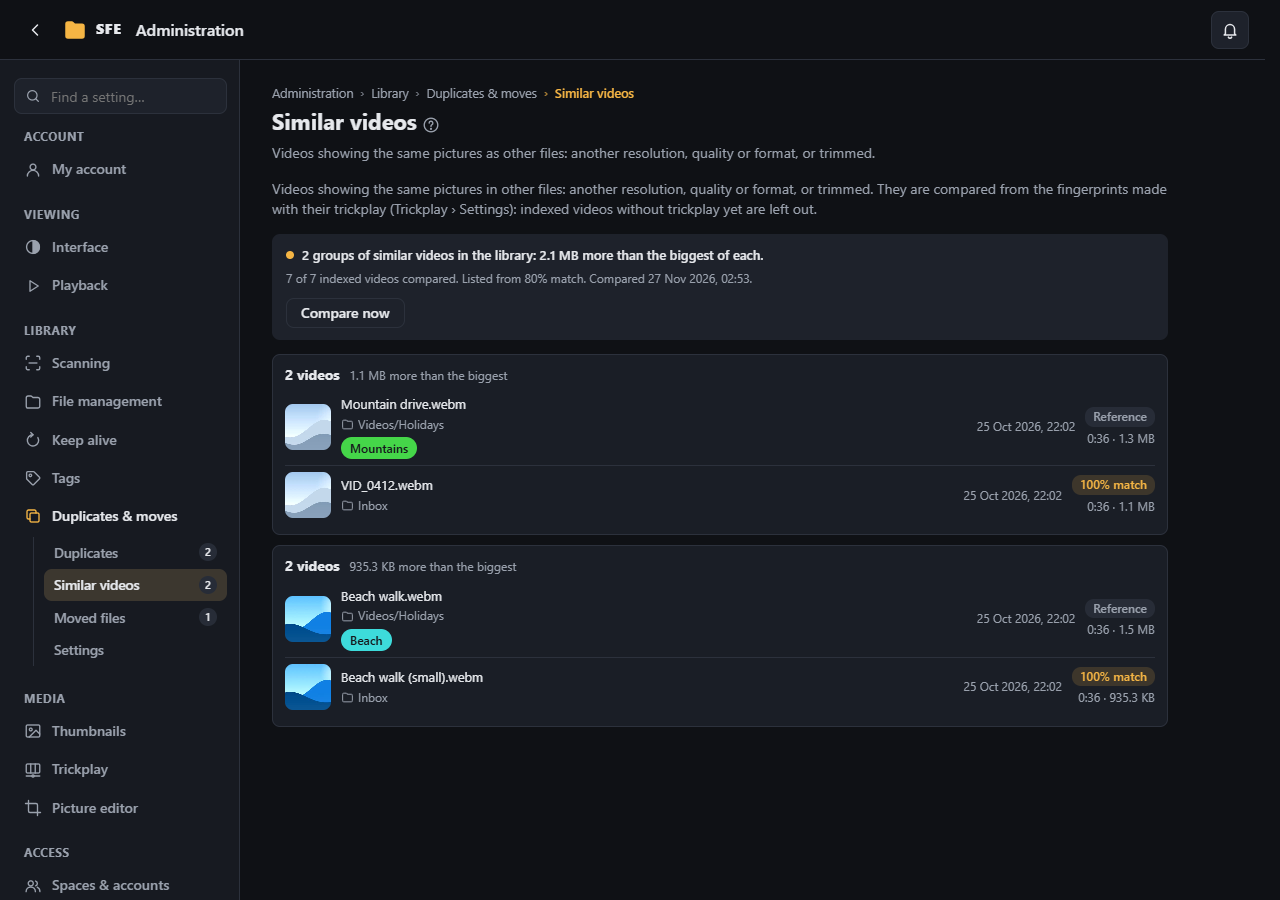 SFE Administration
Find a setting...
ACCOUNT
My account
VIEWING
Interface
Playback
LIBRARY
Scanning
File management
Keep alive
Tags
Duplicates & moves
Duplicates 2
Similar videos 2
Moved files 1
Settings
MEDIA
Thumbnails
Trickplay
Picture editor
ACCESS
Spaces & accounts
Administration › Library › Duplicates & moves › Similar videos
Similar videos ?
Videos showing the same pictures as other files: another resolution, quality or format, or trimmed.
Videos showing the same pictures in other files: another resolution, quality or format, or trimmed. They are compared from the fingerprints made
with their trickplay (Trickplay › Settings): indexed videos without trickplay yet are left out.
2 groups of similar videos in the library: 2.1 MB more than the biggest of each.
7 of 7 indexed videos compared. Listed from 80% match. Compared 27 Nov 2026, 02:53.
Compare now
2 videos 1.1 MB more than the biggest
Mountain drive.webm
Videos/Holidays
Mountains
25 Oct 2026, 22:02
Reference
0:36 · 1.3 MB
VID_0412.webm
Inbox
25 Oct 2026, 22:02
100% match
0:36 · 1.1 MB
2 videos 935.3 KB more than the biggest
Beach walk.webm
Videos/Holidays
Beach
25 Oct 2026, 22:02
Reference
0:36 · 1.5 MB
Beach walk (small).webm
Inbox
25 Oct 2026, 22:02
100% match
0:36 · 935.3 KB